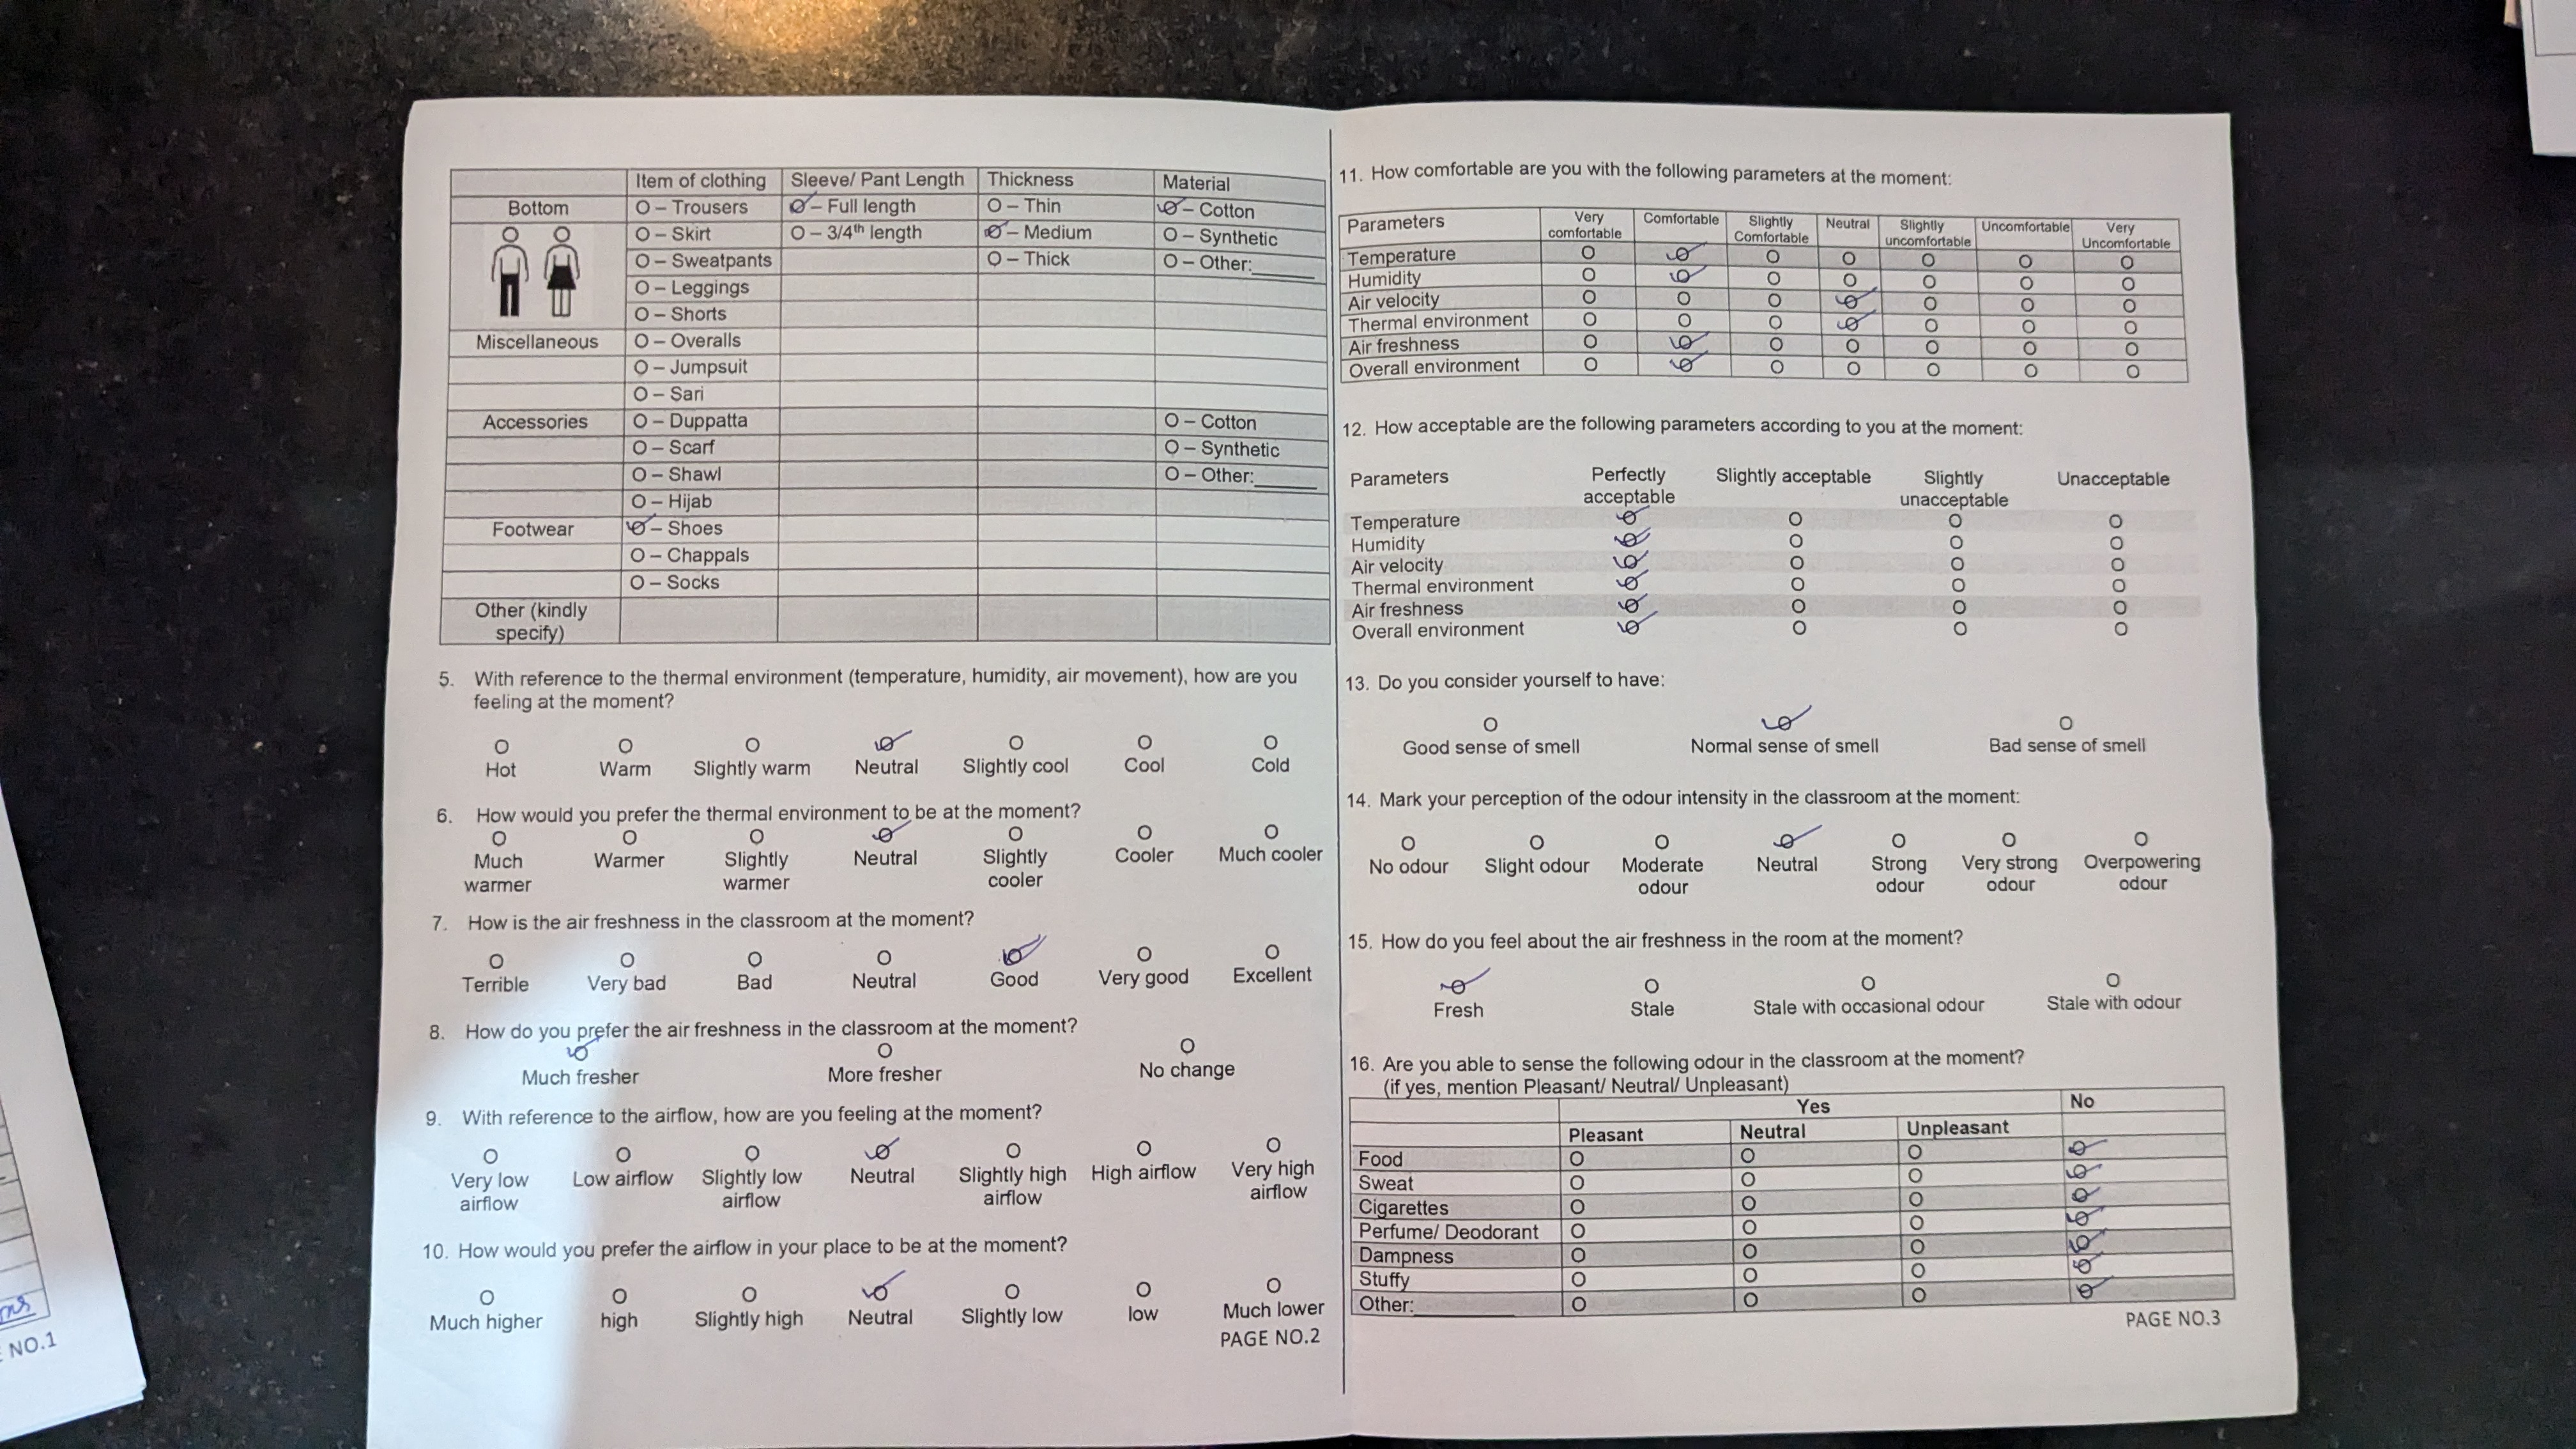 Item of clothing Sleeve/ Pant Length Thickness Material
Bottom O – Trousers O – Full length O – Thin O – Cotton
O – Skirt O – 3/4th length O – Medium O – Synthetic
O – Sweatpants O – Thick O – Other:______
O – Leggings
O – Shorts
Miscellaneous O – Overalls
O – Jumpsuit
O – Sari
Accessories O – Duppatta O – Cotton
O – Scarf O – Synthetic
O – Shawl O – Other:______
O – Hijab
Footwear O – Shoes
O – Chappals
O – Socks
Other (kindly
specify)
5. With reference to the thermal environment (temperature, humidity, air movement), how are you
feeling at the moment?
Hot Warm Slightly warm Neutral Slightly cool Cool Cold
6. How would you prefer the thermal environment to be at the moment?
Much Warmer Slightly Neutral Slightly Cooler Much cooler
warmer warmer cooler
7. How is the air freshness in the classroom at the moment?
Terrible Very bad Bad Neutral Good Very good Excellent
8. How do you prefer the air freshness in the classroom at the moment?
Much fresher More fresher No change
9. With reference to the airflow, how are you feeling at the moment?
Very low Low airflow Slightly low Neutral Slightly high High airflow Very high
airflow airflow airflow airflow
10. How would you prefer the airflow in your place to be at the moment?
Much higher high Slightly high Neutral Slightly low low Much lower
PAGE NO.2
11. How comfortable are you with the following parameters at the moment:
Parameters Very Comfortable Slightly Neutral Slightly Uncomfortable Very
comfortable Comfortable uncomfortable Uncomfortable
Temperature
Humidity
Air velocity
Thermal environment
Air freshness
Overall environment
12. How acceptable are the following parameters according to you at the moment:
Parameters Perfectly Slightly acceptable Slightly Unacceptable
acceptable unacceptable
Temperature
Humidity
Air velocity
Thermal environment
Air freshness
Overall environment
13. Do you consider yourself to have:
Good sense of smell Normal sense of smell Bad sense of smell
14. Mark your perception of the odour intensity in the classroom at the moment:
No odour Slight odour Moderate Neutral Strong Very strong Overpowering
odour odour odour odour
15. How do you feel about the air freshness in the room at the moment?
Fresh Stale Stale with occasional odour Stale with odour
16. Are you able to sense the following odour in the classroom at the moment?
(if yes, mention Pleasant/ Neutral/ Unpleasant)
Yes No
Pleasant Neutral Unpleasant
Food
Sweat
Cigarettes
Perfume/ Deodorant
Dampness
Stuffy
Other:
PAGE NO.3
NO.1